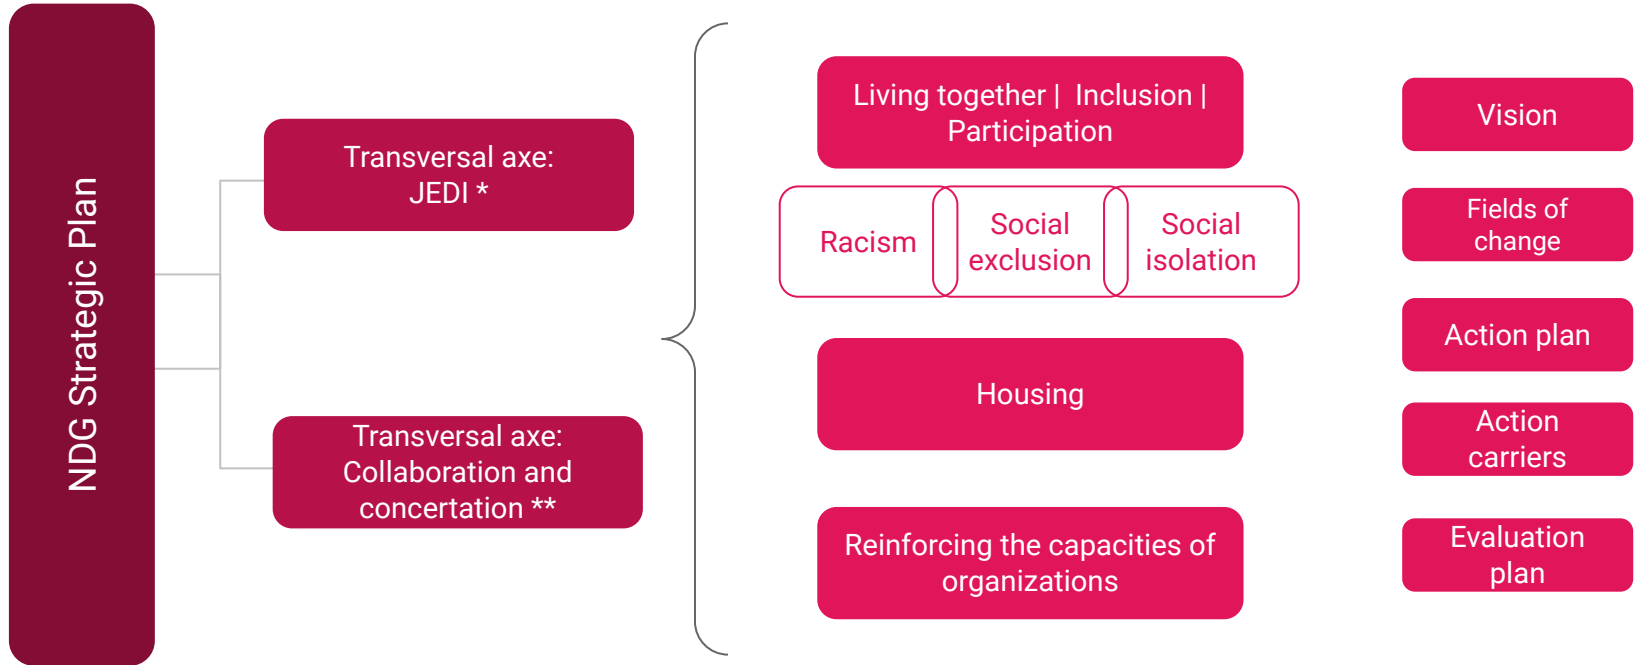 NDG Strategic Plan
Transversal axe:
JEDI *
Transversal axe:
Collaboration and
concertation **
Living together | Inclusion |
Participation
Racism
Social
exclusion
Social
isolation
Housing
Reinforcing the capacities of
organizations
Vision
Fields of
change
Action plan
Action
carriers
Evaluation
plan